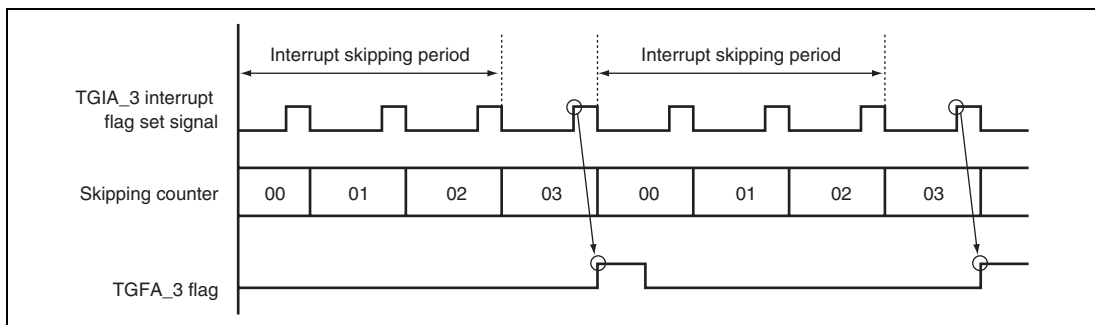 Interrupt skipping period Interrupt skipping period
TGIA_3 interrupt
flag set signal
Skipping counter 00 01 02 03 00 01 02 03
TGFA_3 flag